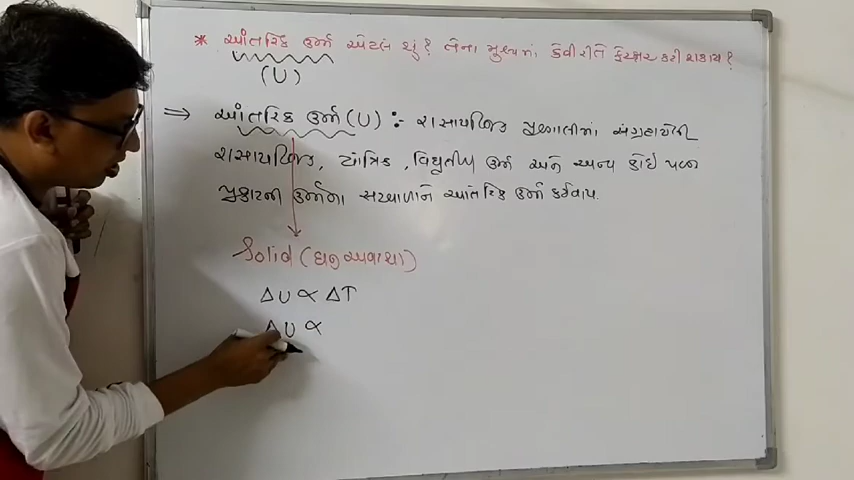 * આંતરિક ઉર્જા એટલે શું? તેના મુલ્યમાં કેવી રીતે ફેરફાર કરી શકાય?
(U)
⇒ આંતરિક ઉર્જા (U) : રાસાયણિક પ્રણાલીમાં સંગ્રહાયેલી
રાસાયણિક, યાંત્રિક, વિદ્યુતીય ઉર્જા અને અન્ય કોઈ પણ
પ્રકારની ઉર્જાના સરવાળાને આંતરિક ઉર્જા કહેવાય.
Solid (ઘન અવસ્થા)
ΔU ∝ ΔT
ΔU ∝